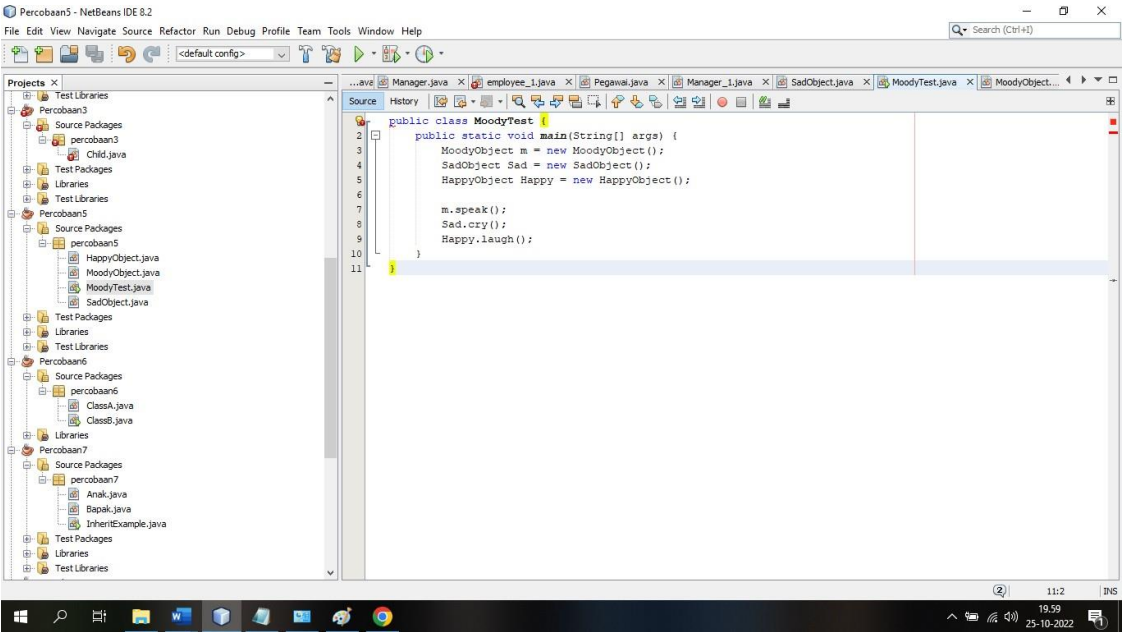 Percobaan5 - NetBeans IDE 8.2
File Edit View Navigate Source Refactor Run Debug Profile Team Tools Window Help
Search (Ctrl+I)
<default config>
Projects
Test Libraries
Percobaan3
Source Packages
percobaan3
Child.java
Test Packages
Libraries
Test Libraries
Percobaan5
Source Packages
percobaan5
HappyObject.java
MoodyObject.java
MoodyTest.java
SadObject.java
Test Packages
Libraries
Test Libraries
Percobaan6
Source Packages
percobaan6
ClassA.java
ClassB.java
Libraries
Percobaan7
Source Packages
percobaan7
Anak.java
Bapak.java
InheritExample.java
Test Packages
Libraries
Test Libraries
...ava Manager.java employee_1.java Pegawai.java Manager_1.java SadObject.java MoodyTest.java MoodyObject....
Source History
public class MoodyTest {
2 public static void main(String[] args) {
3 MoodyObject m = new MoodyObject();
4 SadObject Sad = new SadObject();
5 HappyObject Happy = new HappyObject();
6
7 m.speak();
8 Sad.cry();
9 Happy.laugh();
10 }
11 }
2 11:2 INS
19.59
25-10-2022